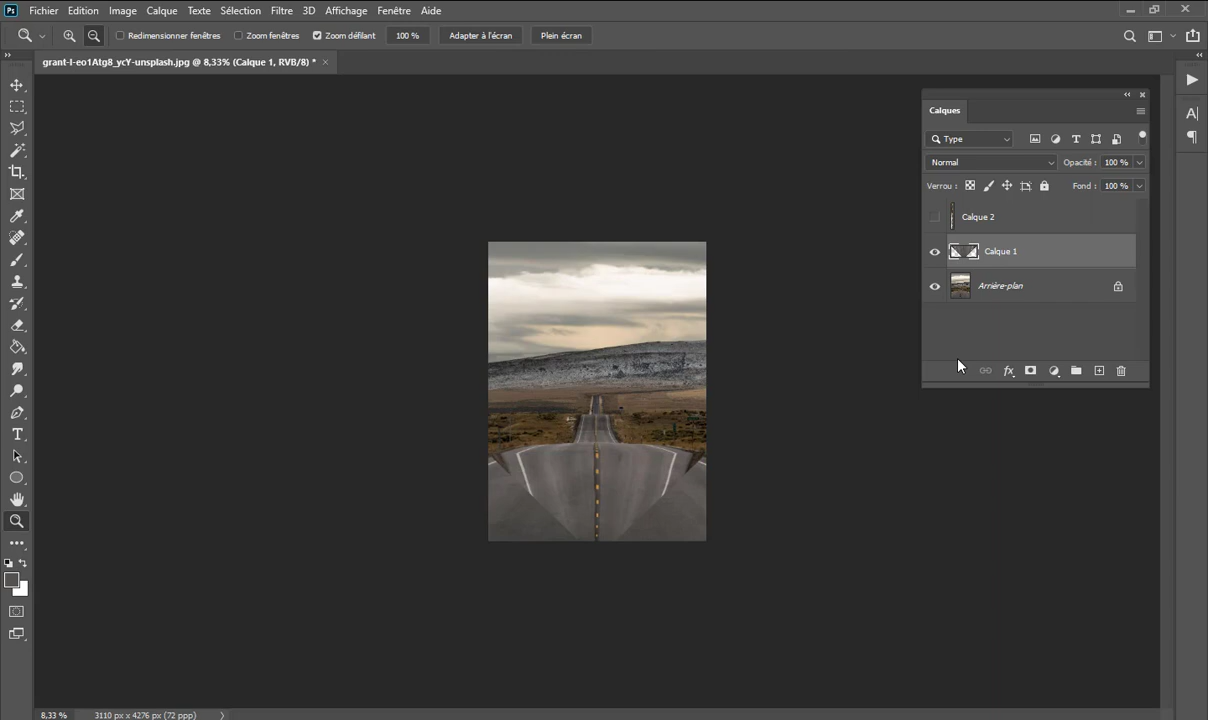 Ps Fichier Edition Image Calque Texte Sélection Filtre 3D Affichage Fenêtre Aide
Redimensionner fenêtres Zoom fenêtres Zoom défilant 100 % Adapter à l'écran Plein écran
grant-l-eo1Atg8_ycY-unsplash.jpg @ 8,33% (Calque 1, RVB/8) *
Calques
Type
Normal Opacité : 100 %
Verrou : Fond : 100 %
Calque 2
Calque 1
Arrière-plan
fx
8,33 % 3110 px x 4276 px (72 ppp)